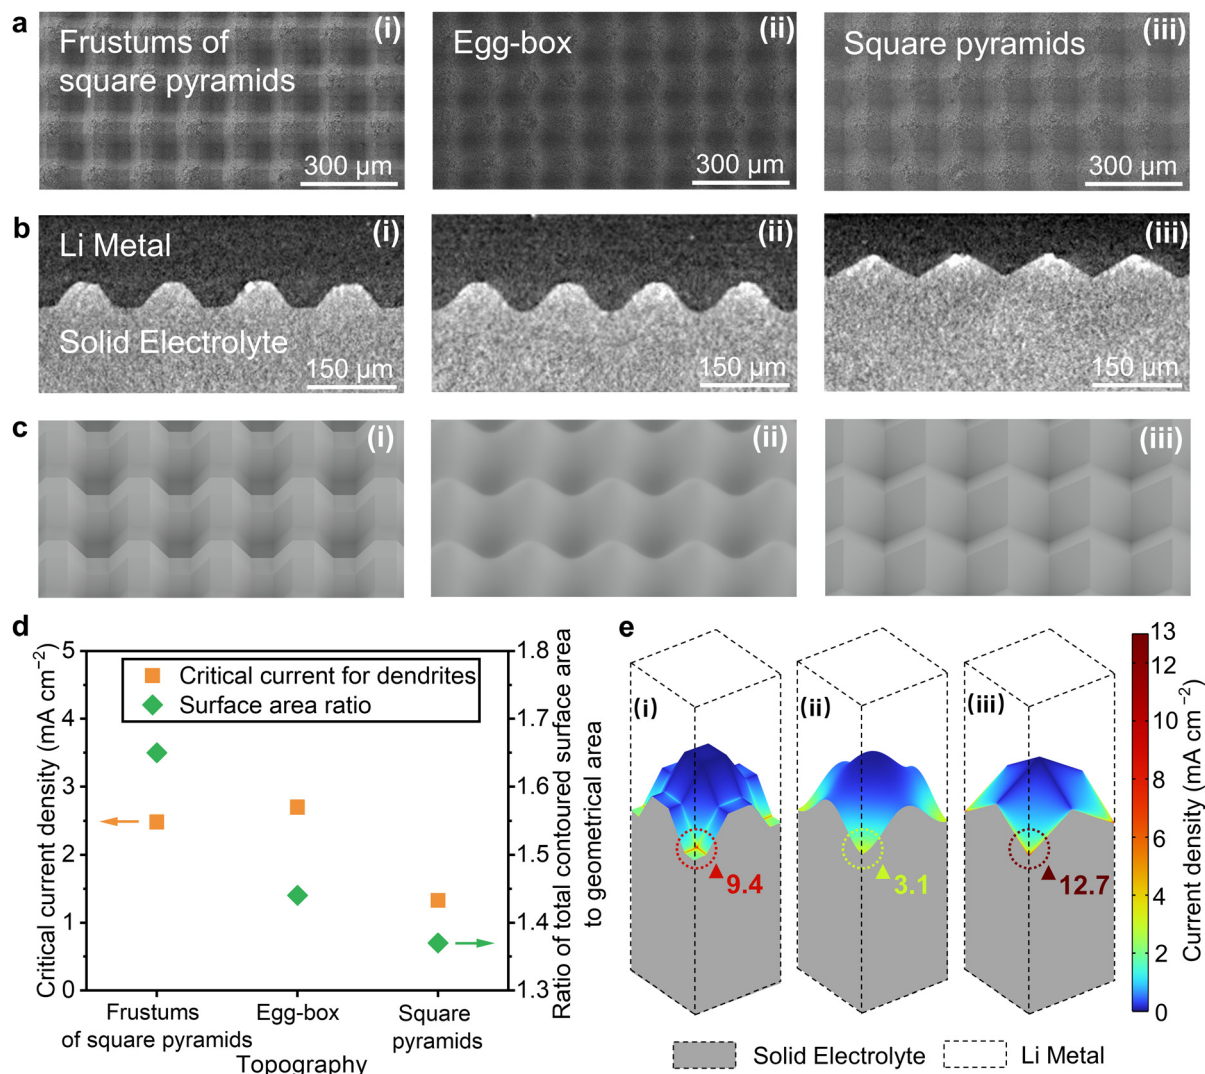 a
Frustums of
square pyramids
(i)
300 μm
Egg-box
(ii)
300 μm
Square pyramids
(iii)
300 μm
b
Li Metal
(i)
Solid Electrolyte
150 μm
(ii)
150 μm
(iii)
150 μm
c
(i)
(ii)
(iii)
d
Critical current density (mA cm⁻²)
5
4
3
2
1
0
Critical current for dendrites
Surface area ratio
1.8
1.7
1.6
1.5
1.4
1.3
Ratio of total contoured surface area
to geometrical area
Frustums
of square pyramids
Egg-box
Square
pyramids
Topography
e
(i)
9.4
(ii)
3.1
(iii)
12.7
13
12
10
8
6
4
2
0
Current density (mA cm⁻²)
Solid Electrolyte
Li Metal